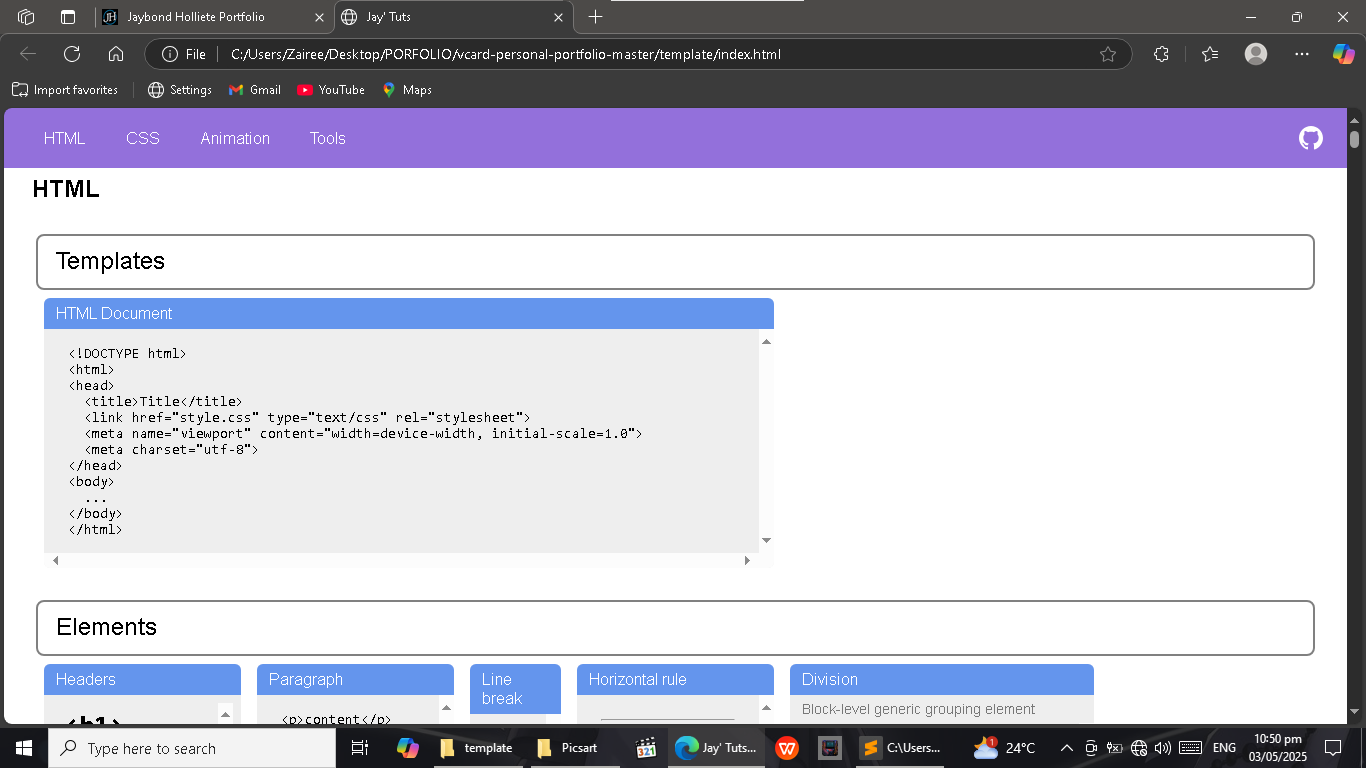 Jaybond Holliete Portfolio
Jay' Tuts
File
C:/Users/Zairee/Desktop/PORFOLIO/vcard-personal-portfolio-master/template/index.html
Import favorites
Settings
Gmail
YouTube
Maps
HTML
CSS
Animation
Tools
HTML
Templates
HTML Document
<!DOCTYPE html>
<html>
<head>
  <title>Title</title>
  <link href="style.css" type="text/css" rel="stylesheet">
  <meta name="viewport" content="width=device-width, initial-scale=1.0">
  <meta charset="utf-8">
</head>
<body>
  ...
</body>
</html>
Elements
Headers
Paragraph
Line
break
Horizontal rule
Division
<h1>
<p>content</p>
Block-level generic grouping element
Type here to search
template
Picsart
321
Jay' Tuts...
W
C:\Users...
1
24°C
ENG
10:50 pm
03/05/2025